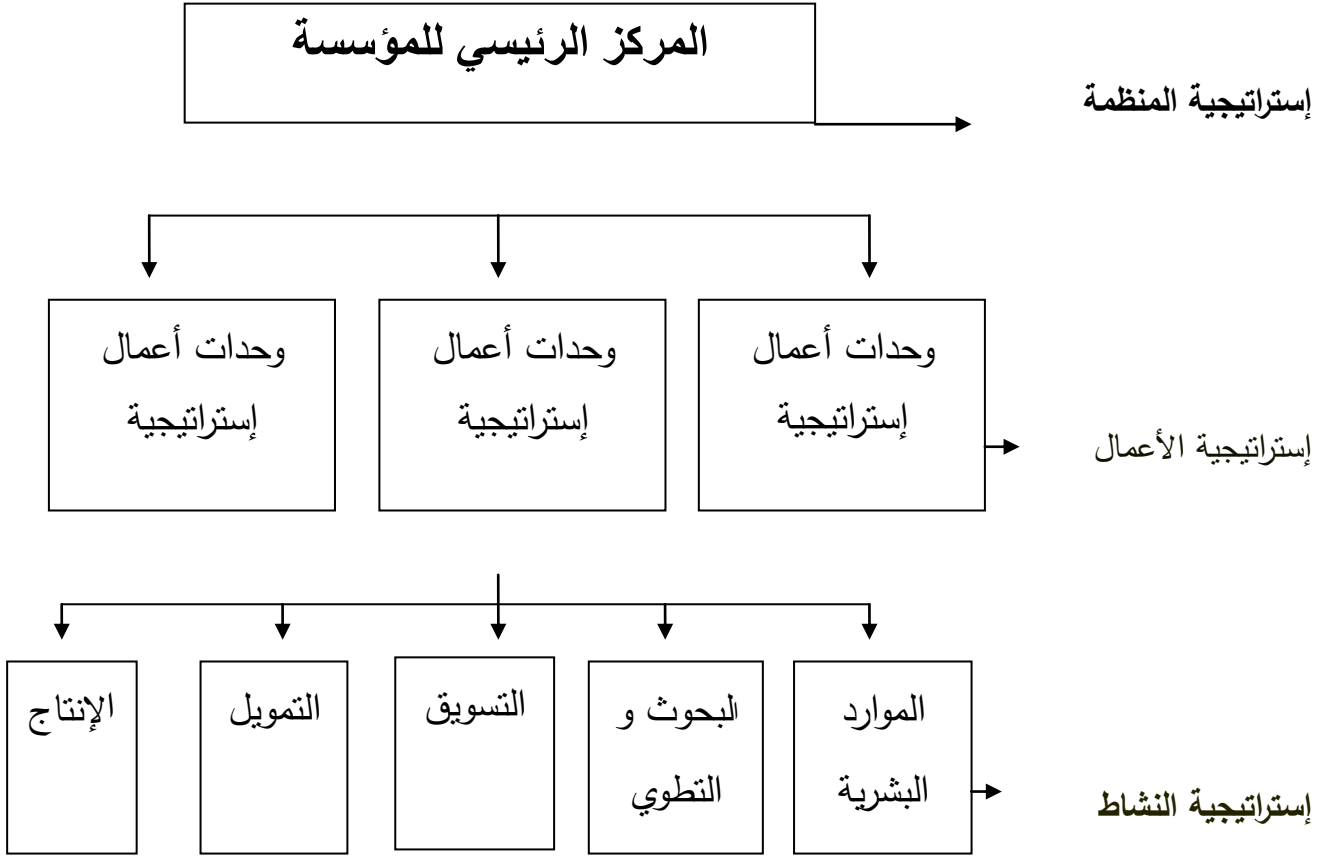 المركز الرئيسي للمؤسسة
إستراتيجية المنظمة
وحدات أعمال
إستراتيجية
وحدات أعمال
إستراتيجية
وحدات أعمال
إستراتيجية
إستراتيجية الأعمال
الموارد
البشرية
البحوث و
التطوي
التسويق
التمويل
الإنتاج
إستراتيجية النشاط